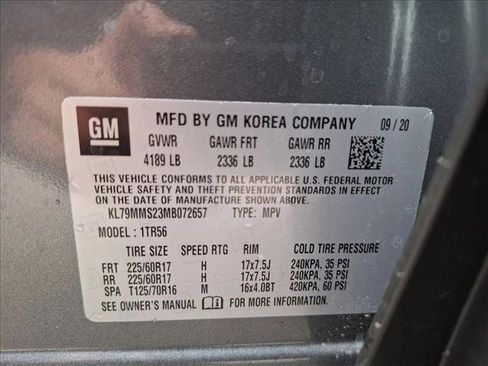 GM MFD BY GM KOREA COMPANY 09/20
GVWR GAWR FRT GAWR RR
4189 LB 2336 LB 2336 LB
THIS VEHICLE CONFORMS TO ALL APPLICABLE U.S. FEDERAL MOTOR
VEHICLE SAFETY AND THEFT PREVENTION STANDARDS IN EFFECT
ON THE DATE OF MANUFACTURE SHOWN ABOVE.
KL79MMS23MB072657 TYPE: MPV
MODEL : 1TR56
TIRE SIZE SPEED RTG RIM COLD TIRE PRESSURE
FRT 225/60R17 H 17x7.5J 240KPA, 35 PSI
RR 225/60R17 H 17x7.5J 240KPA, 35 PSI
SPA T125/70R16 M 16x4.0BT 420KPA, 60 PSI
SEE OWNER'S MANUAL FOR MORE INFORMATION.